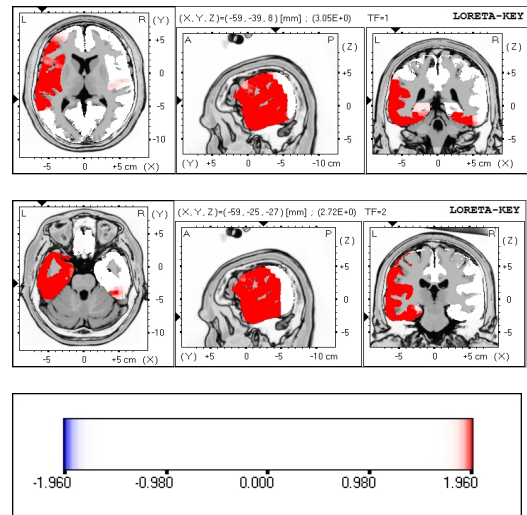 (X, Y, Z)=(-59, -39, 8) [mm] ; (3.05E+0) TF=1 LORETA-KEY
L R (Y) A P (Z) L R (Z)
+5
0
-5
-10
+5
0
-5
+5
0
-5
-5 0 +5 cm (X) (Y) +5 0 -5 -10 cm -5 0 +5 cm (X)
(X, Y, Z)=(-59, -25, -27) [mm] ; (2.72E+0) TF=2 LORETA-KEY
L R (Y) A P (Z) L R (Z)
+5
0
-5
-10
+5
0
-5
+5
0
-5
-5 0 +5 cm (X) (Y) +5 0 -5 -10 cm -5 0 +5 cm (X)
-1.960 -0.980 0.000 0.980 1.960